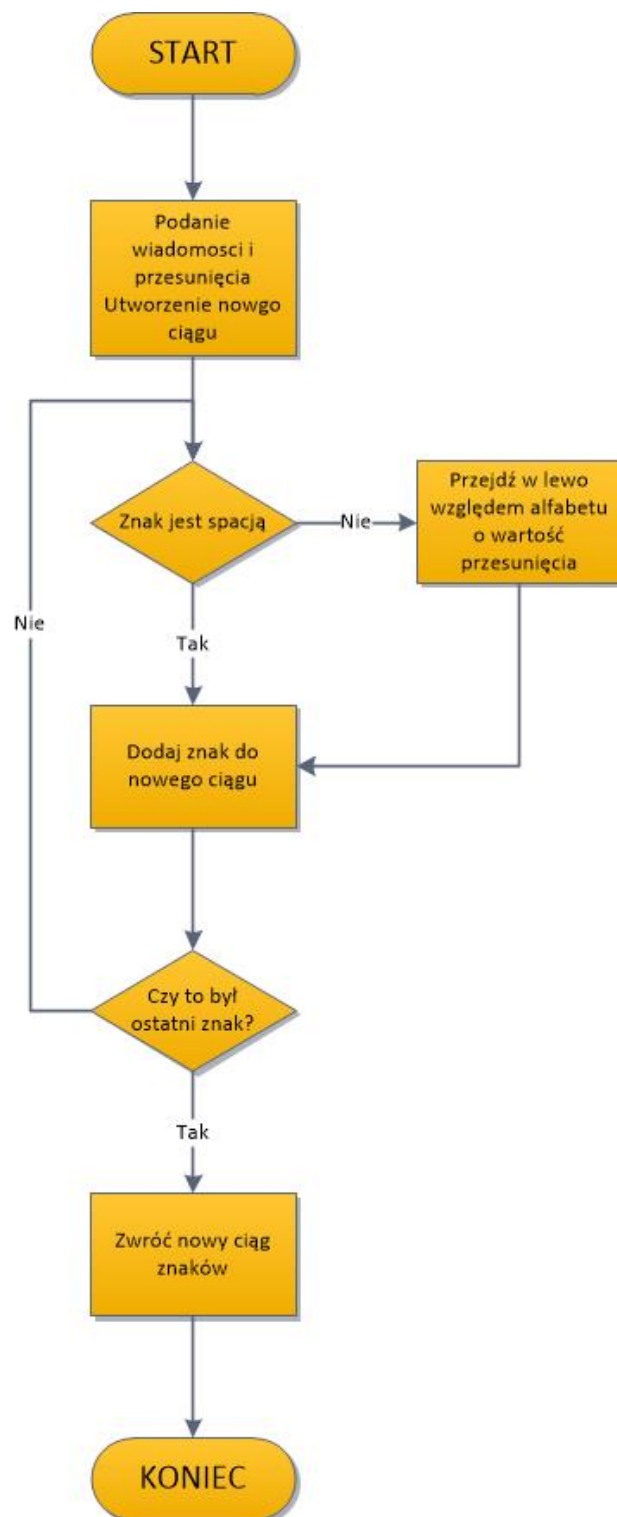 START
Podanie
wiadomosci i
przesunięcia
Utworzenie nowgo
ciągu
Znak jest spacją
Nie
Przejdź w lewo
względem alfabetu
o wartość
przesunięcia
Nie
Tak
Dodaj znak do
nowego ciągu
Czy to był
ostatni znak?
Tak
Zwróć nowy ciąg
znaków
KONIEC